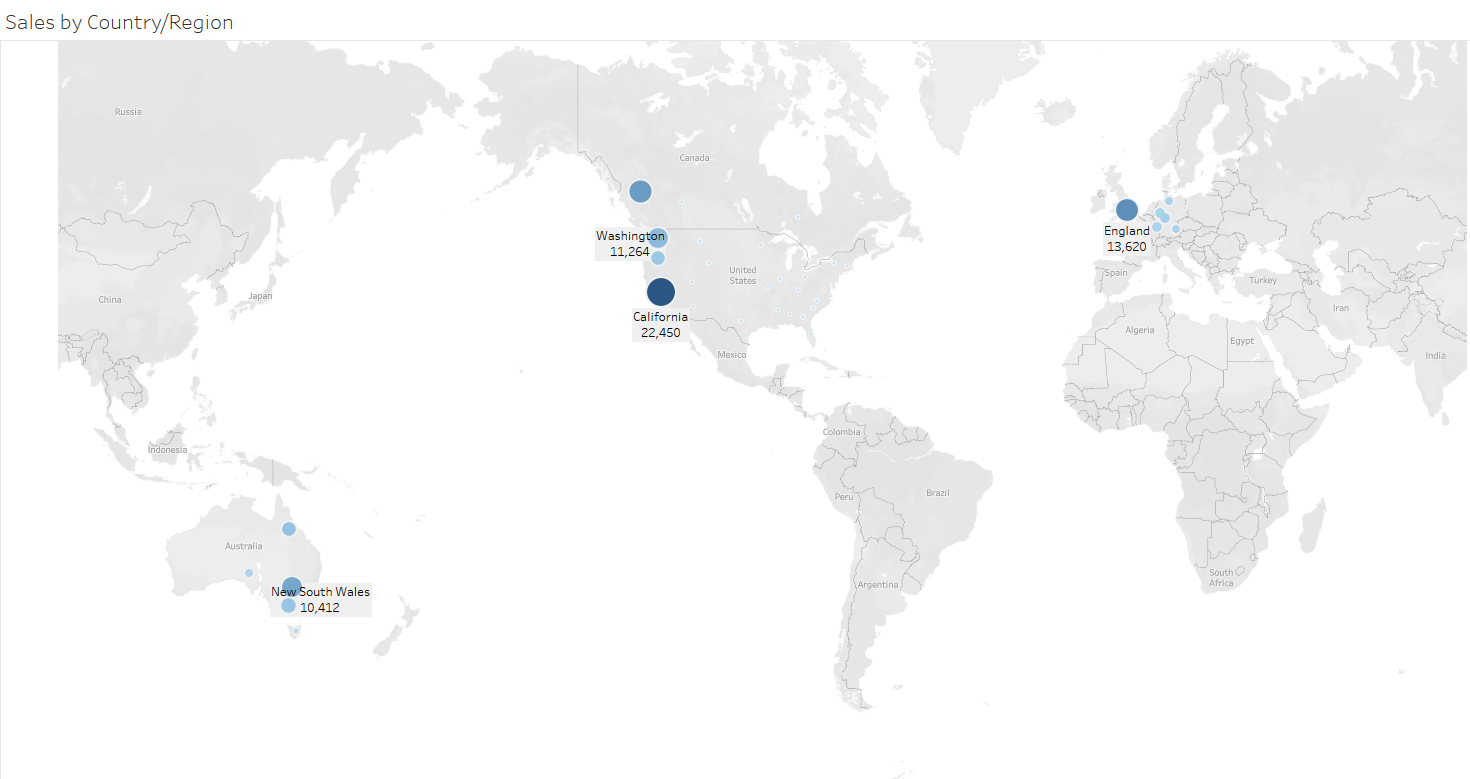 Sales by Country/Region
Russia
Canada
Washington
11,264
England
13,620
United
States
Spain
Turkey
China
Japan
California
22,450
Iran
Algeria
Egypt
Mexico
India
Colombia
Indonesia
Peru
Brazil
Australia
New South Wales
10,412
Argentina
South
Africa